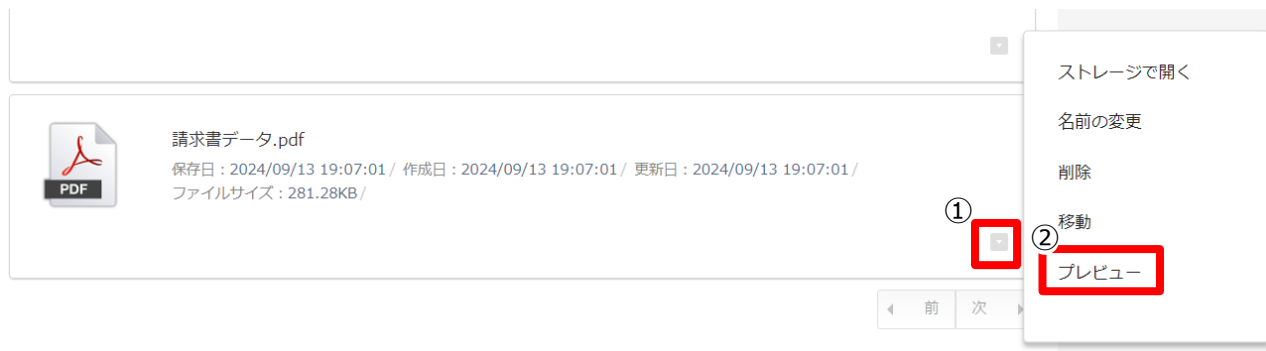 請求書データ.pdf
保存日：2024/09/13 19:07:01/ 作成日：2024/09/13 19:07:01/ 更新日：2024/09/13 19:07:01/
ファイルサイズ：281.28KB/
PDF
①
前 次
ストレージで開く
名前の変更
削除
移動
②
プレビュー